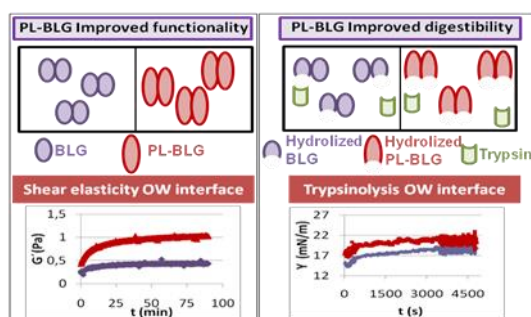 PL-BLG Improved functionality
BLG
PL-BLG
Shear elasticity OW interface
G'(Pa)
1,5
1
0,5
0
0
25
50
75
100
t (min)
PL-BLG Improved digestibility
Hydrolized
BLG
Hydrolized
PL-BLG
Trypsin
Trypsinolysis OW interface
Y (mN/m)
27
22
17
12
0
1500
3000
4500
t (s)